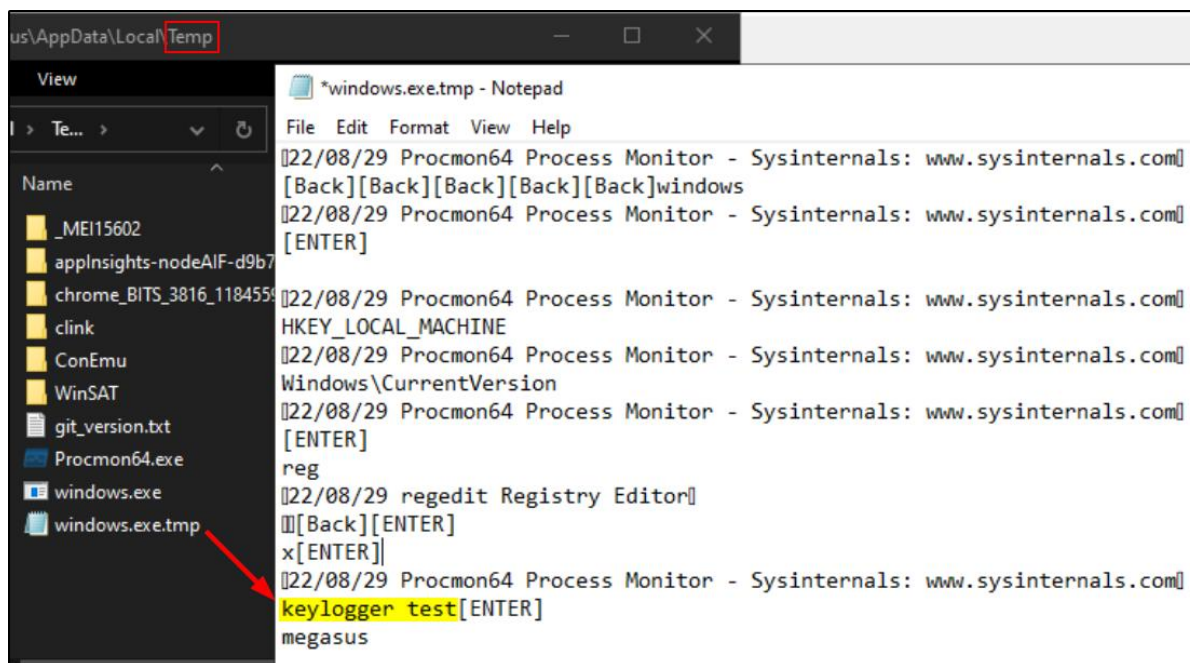 us\AppData\Local\Temp
View
Te...
Name
_MEI15602
appInsights-nodeAIF-d9b7
chrome_BITS_3816_118455
clink
ConEmu
WinSAT
git_version.txt
Procmon64.exe
windows.exe
windows.exe.tmp
*windows.exe.tmp - Notepad
File Edit Format View Help
▯22/08/29 Procmon64 Process Monitor - Sysinternals: www.sysinternals.com▯
[Back][Back][Back][Back][Back]windows
▯22/08/29 Procmon64 Process Monitor - Sysinternals: www.sysinternals.com▯
[ENTER]
▯22/08/29 Procmon64 Process Monitor - Sysinternals: www.sysinternals.com▯
HKEY_LOCAL_MACHINE
▯22/08/29 Procmon64 Process Monitor - Sysinternals: www.sysinternals.com▯
Windows\CurrentVersion
▯22/08/29 Procmon64 Process Monitor - Sysinternals: www.sysinternals.com▯
[ENTER]
reg
▯22/08/29 regedit Registry Editor▯
▯▯[Back][ENTER]
x[ENTER]
▯22/08/29 Procmon64 Process Monitor - Sysinternals: www.sysinternals.com▯
keylogger test[ENTER]
megasus